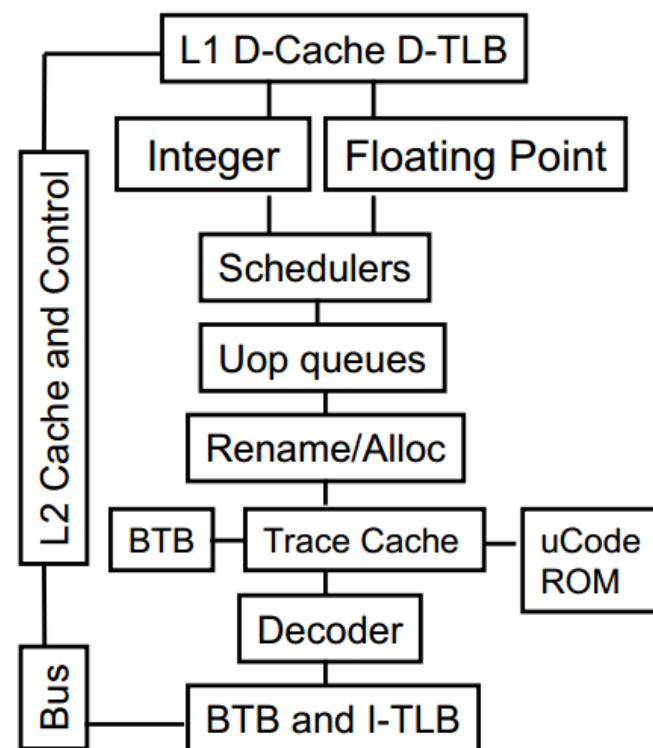 L1 D-Cache D-TLB
Integer
Floating Point
L2 Cache and Control
Schedulers
Uop queues
Rename/Alloc
BTB
Trace Cache
uCode
ROM
Decoder
Bus
BTB and I-TLB